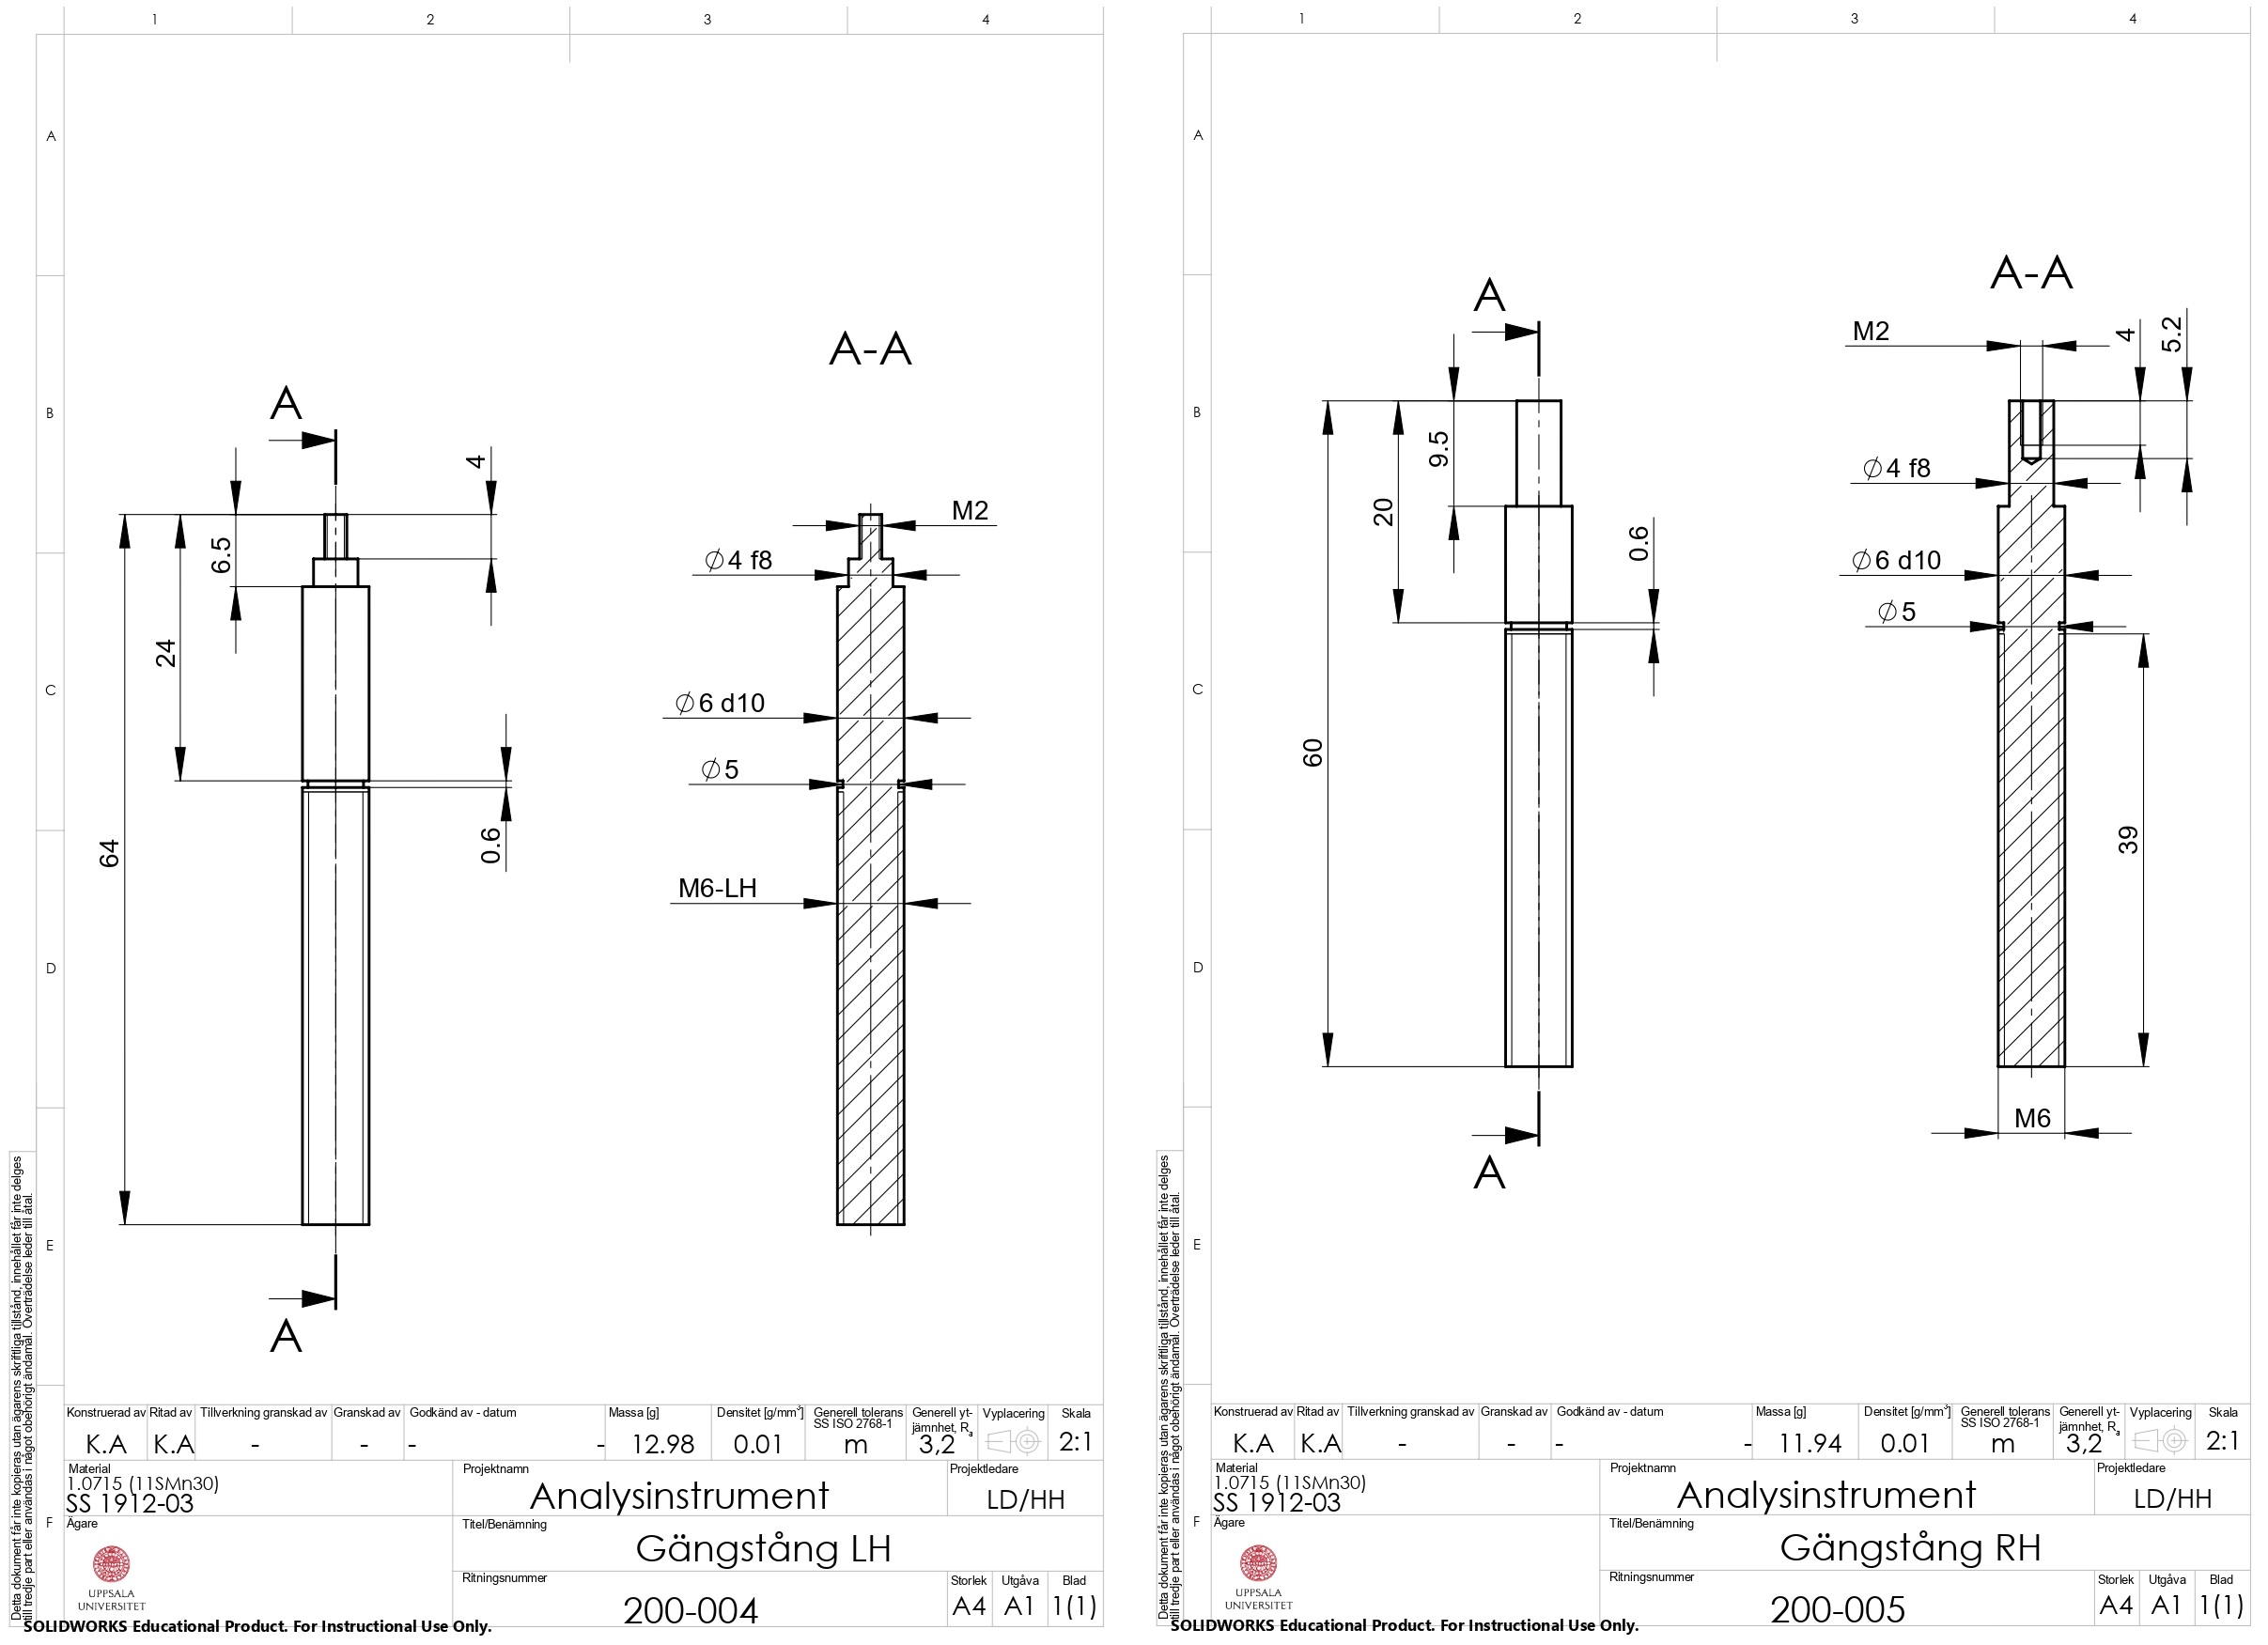 1 2 3 4
A
B
C
D
E
F
A-A
A
A
64
24
6.5
4
0.6
M2
∅4 f8
∅6 d10
∅5
M6-LH
Detta dokument får inte kopieras utan ägarens skriftliga tillstånd, innehållet får inte delges
till tredje part eller användas i något obehörigt ändamål. Överträdelse leder till åtal.
Konstruerad av Ritad av Tillverkning granskad av Granskad av Godkänd av - datum Massa [g] Densitet [g/mm³] Generell tolerans SS ISO 2768-1 Generell yt-jämnhet, Ra Vyplacering Skala
K.A K.A - - - - 12.98 0.01 m 3,2 2:1
Material
1.0715 (11SMn30)
SS 1912-03
Projektnamn
Analysinstrument
Projektledare
LD/HH
Ägare
UPPSALA
UNIVERSITET
Titel/Benämning
Gängstång LH
Ritningsnummer
200-004
Storlek Utgåva Blad
A4 A1 1(1)
SOLIDWORKS Educational Product. For Instructional Use Only.
1 2 3 4
A
B
C
D
E
F
A-A
A
A
60
20
9.5
0.6
M2
4
5.2
∅4 f8
∅6 d10
∅5
39
M6
Detta dokument får inte kopieras utan ägarens skriftliga tillstånd, innehållet får inte delges
till tredje part eller användas i något obehörigt ändamål. Överträdelse leder till åtal.
Konstruerad av Ritad av Tillverkning granskad av Granskad av Godkänd av - datum Massa [g] Densitet [g/mm³] Generell tolerans SS ISO 2768-1 Generell yt-jämnhet, Ra Vyplacering Skala
K.A K.A - - - - 11.94 0.01 m 3,2 2:1
Material
1.0715 (11SMn30)
SS 1912-03
Projektnamn
Analysinstrument
Projektledare
LD/HH
Ägare
UPPSALA
UNIVERSITET
Titel/Benämning
Gängstång RH
Ritningsnummer
200-005
Storlek Utgåva Blad
A4 A1 1(1)
SOLIDWORKS Educational Product. For Instructional Use Only.